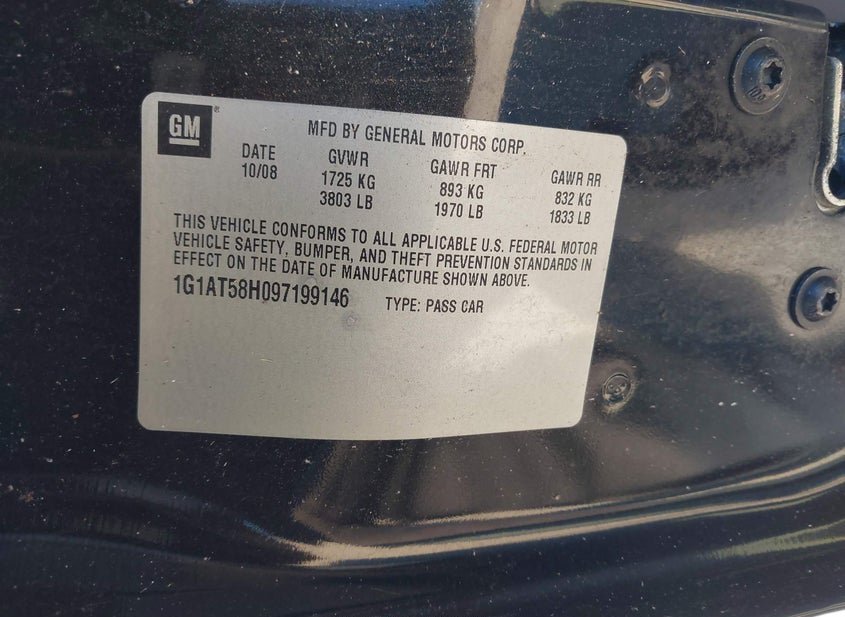 GM ®
MFD BY GENERAL MOTORS CORP.
DATE GVWR GAWR FRT GAWR RR
10/08 1725 KG 893 KG 832 KG
3803 LB 1970 LB 1833 LB
THIS VEHICLE CONFORMS TO ALL APPLICABLE U.S. FEDERAL MOTOR
VEHICLE SAFETY, BUMPER, AND THEFT PREVENTION STANDARDS IN
EFFECT ON THE DATE OF MANUFACTURE SHOWN ABOVE.
1G1AT58H097199146 TYPE: PASS CAR